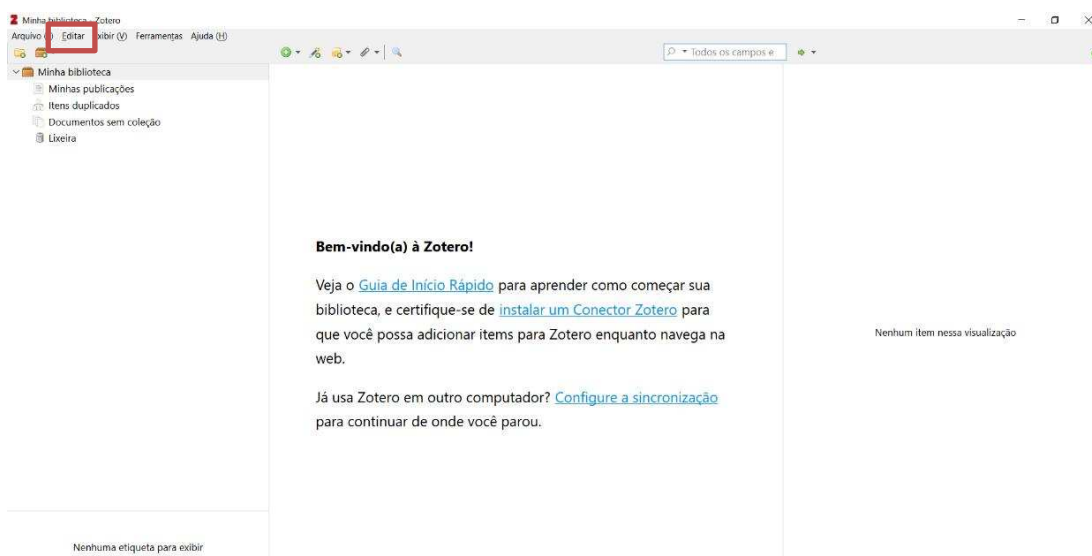 Minha biblioteca - Zotero
Arquivo Editar Exibir (V) Ferramentas Ajuda (H)
Todos os campos e
Minha biblioteca
Minhas publicações
Itens duplicados
Documentos sem coleção
Lixeira
Bem-vindo(a) à Zotero!
Veja o Guia de Início Rápido para aprender como começar sua
biblioteca, e certifique-se de instalar um Conector Zotero para
que você possa adicionar items para Zotero enquanto navega na
web.
Já usa Zotero em outro computador? Configure a sincronização
para continuar de onde você parou.
Nenhum item nessa visualização
Nenhuma etiqueta para exibir